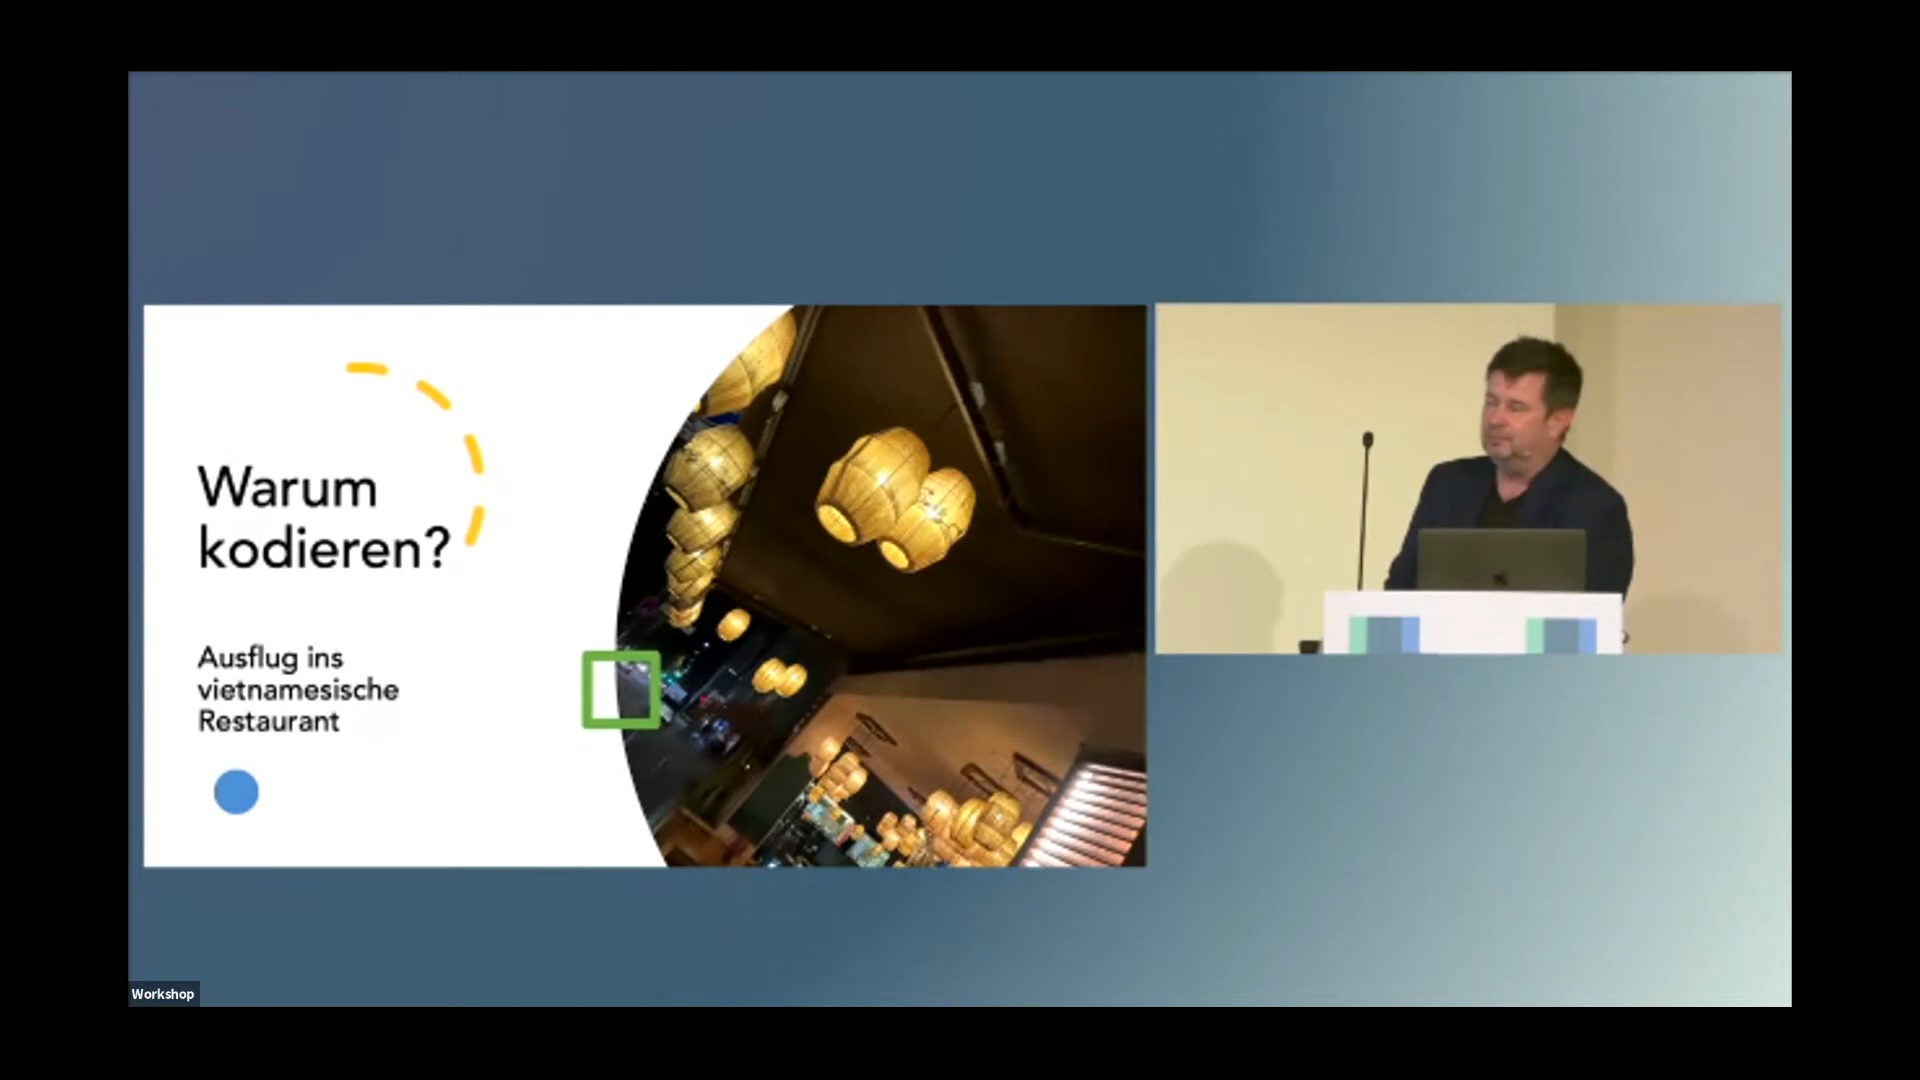 Warum
kodieren?
Ausflug ins
vietnamesische
Restaurant
Workshop